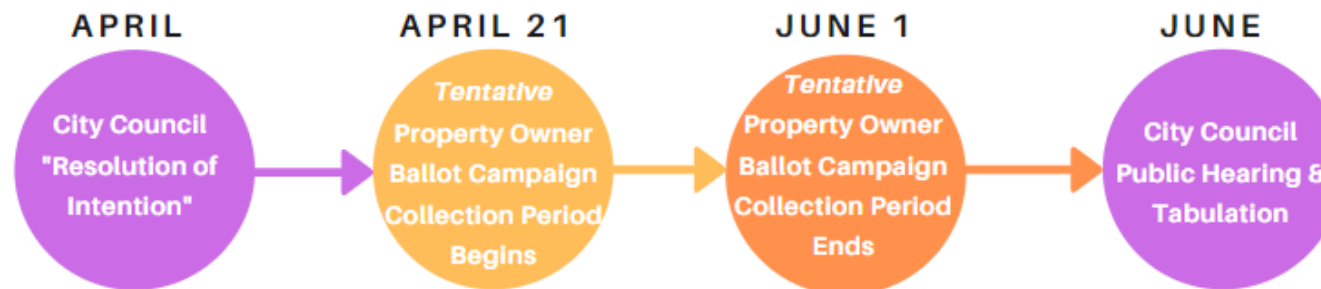 APRIL
City Council
"Resolution of
Intention"
APRIL 21
Tentative
Property Owner
Ballot Campaign
Collection Period
Begins
JUNE 1
Tentative
Property Owner
Ballot Campaign
Collection Period
Ends
JUNE
City Council
Public Hearing &
Tabulation